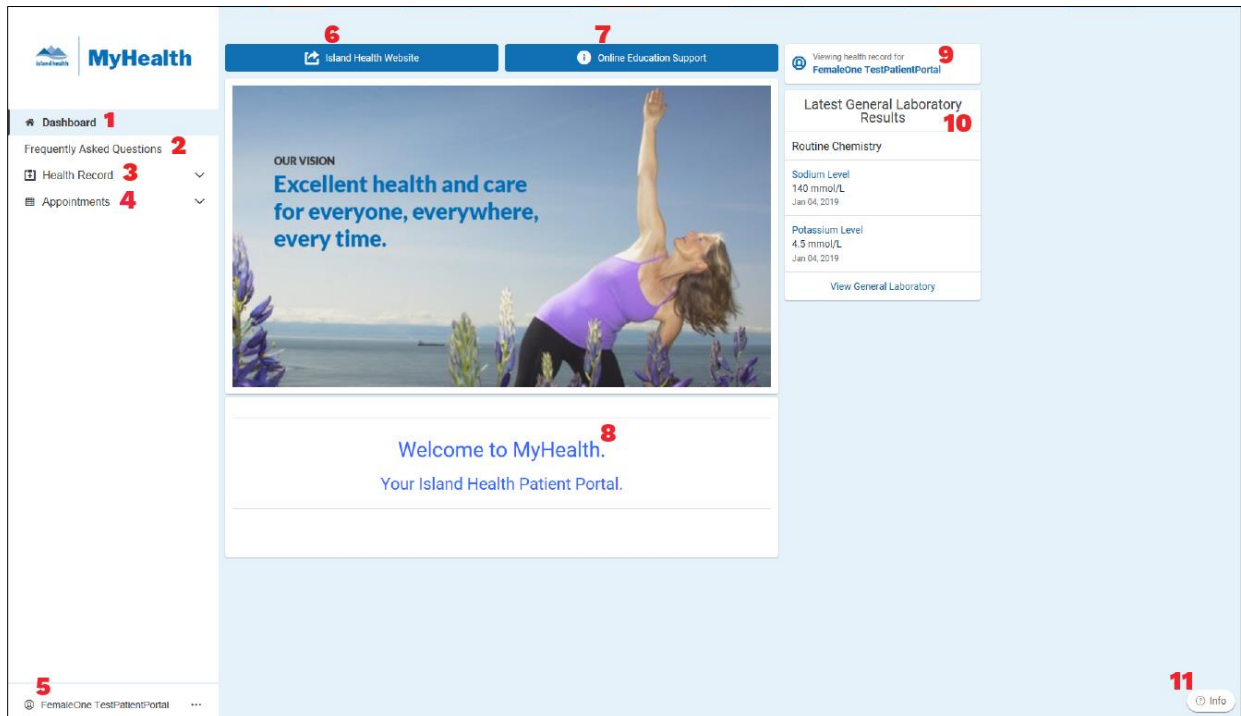 island health
MyHealth
Dashboard 1
Frequently Asked Questions 2
Health Record 3
Appointments 4
5
FemaleOne TestPatientPortal ...
6
Island Health Website
7
Online Education Support
OUR VISION
Excellent health and care
for everyone, everywhere,
every time.
8
Welcome to MyHealth.
Your Island Health Patient Portal.
9
Viewing health record for
FemaleOne TestPatientPortal
Latest General Laboratory
Results 10
Routine Chemistry
Sodium Level
140 mmol/L
Jan 04, 2019
Potassium Level
4.5 mmol/L
Jan 04, 2019
View General Laboratory
11
Info